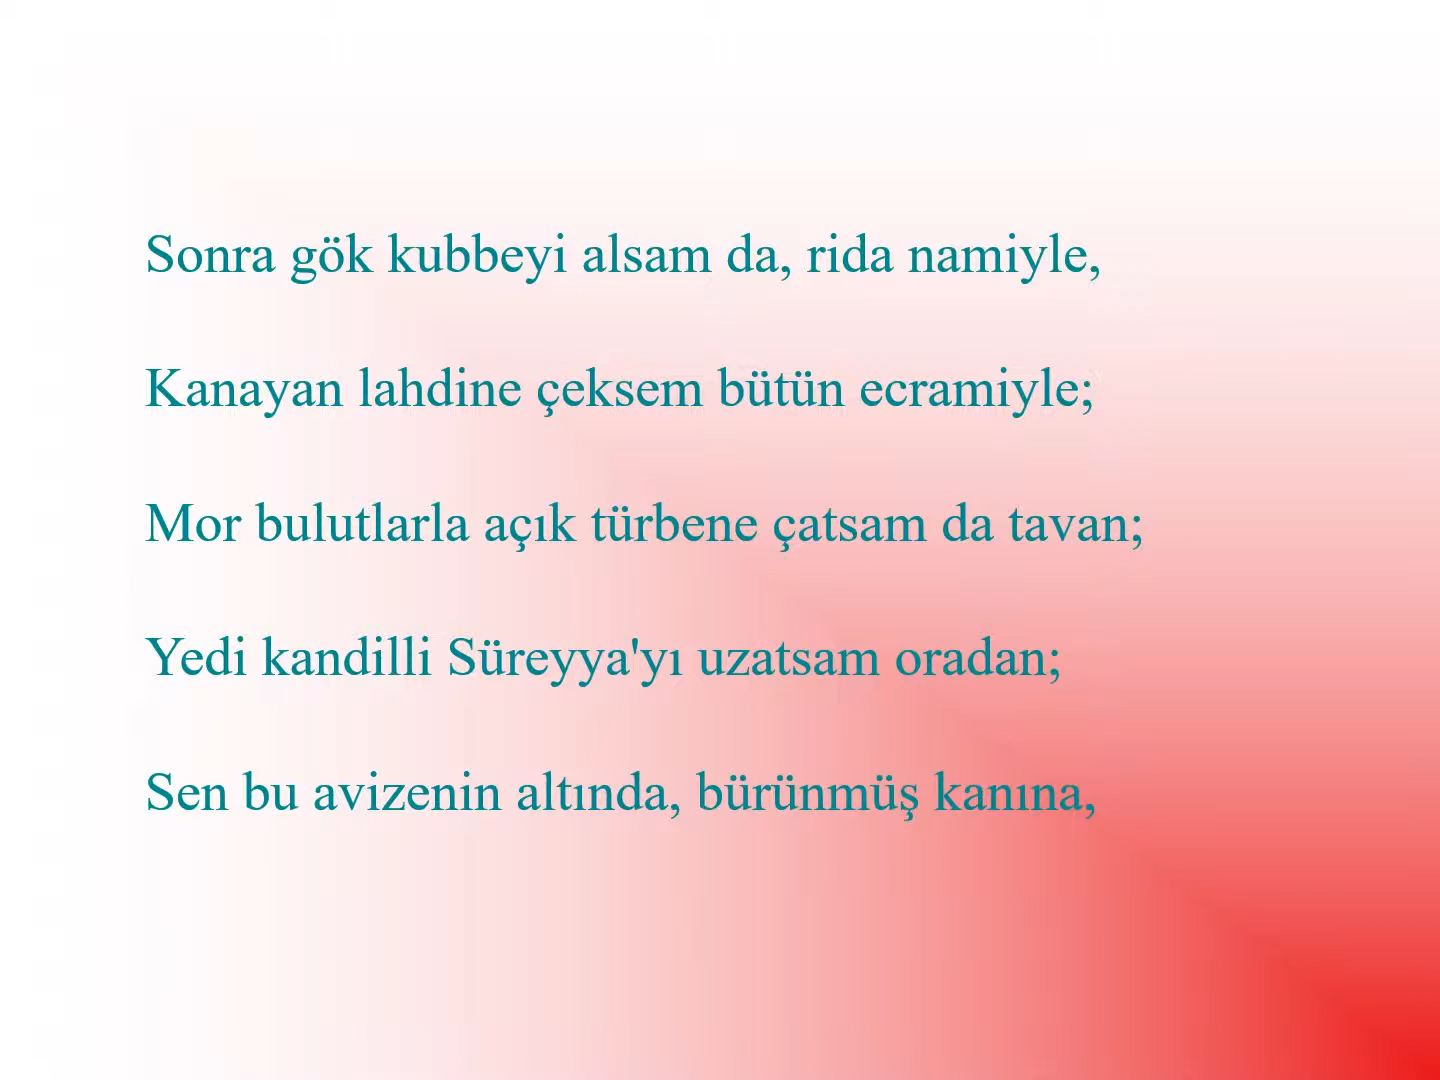 Sonra gök kubbeyi alsam da, rida namiyle,
Kanayan lahdine çeksem bütün ecramiyle;
Mor bulutlarla açık türbene çatsam da tavan;
Yedi kandilli Süreyya'yı uzatsam oradan;
Sen bu avizenin altında, bürünmüş kanına,